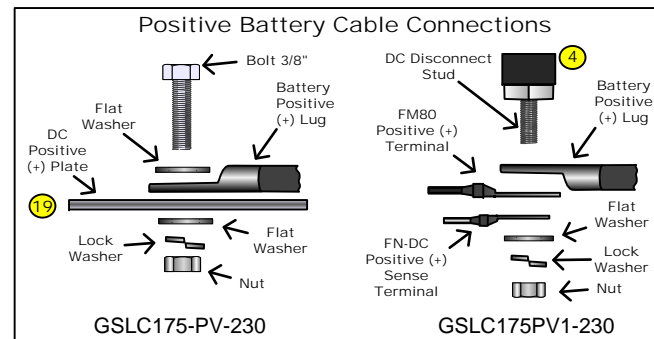 Positive Battery Cable Connections
Bolt 3/8"
Battery
Positive
(+) Lug
Flat
Washer
DC
Positive
(+) Plate
19
Lock
Washer
Flat
Washer
Nut
GSLC175-PV-230
DC Disconnect
Stud
4
Battery
Positive
(+) Lug
FM80
Positive (+)
Terminal
FN-DC
Positive (+)
Sense
Terminal
Flat
Washer
Lock
Washer
Nut
GSLC175PV1-230